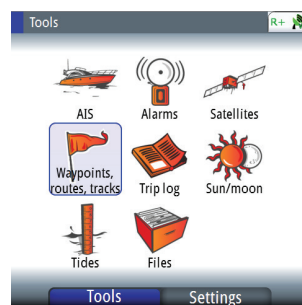 Tools
R+
AIS
Alarms
Satellites
Waypoints,
routes, tracks
Trip log
Sun/moon
Tides
Files
Tools
Settings